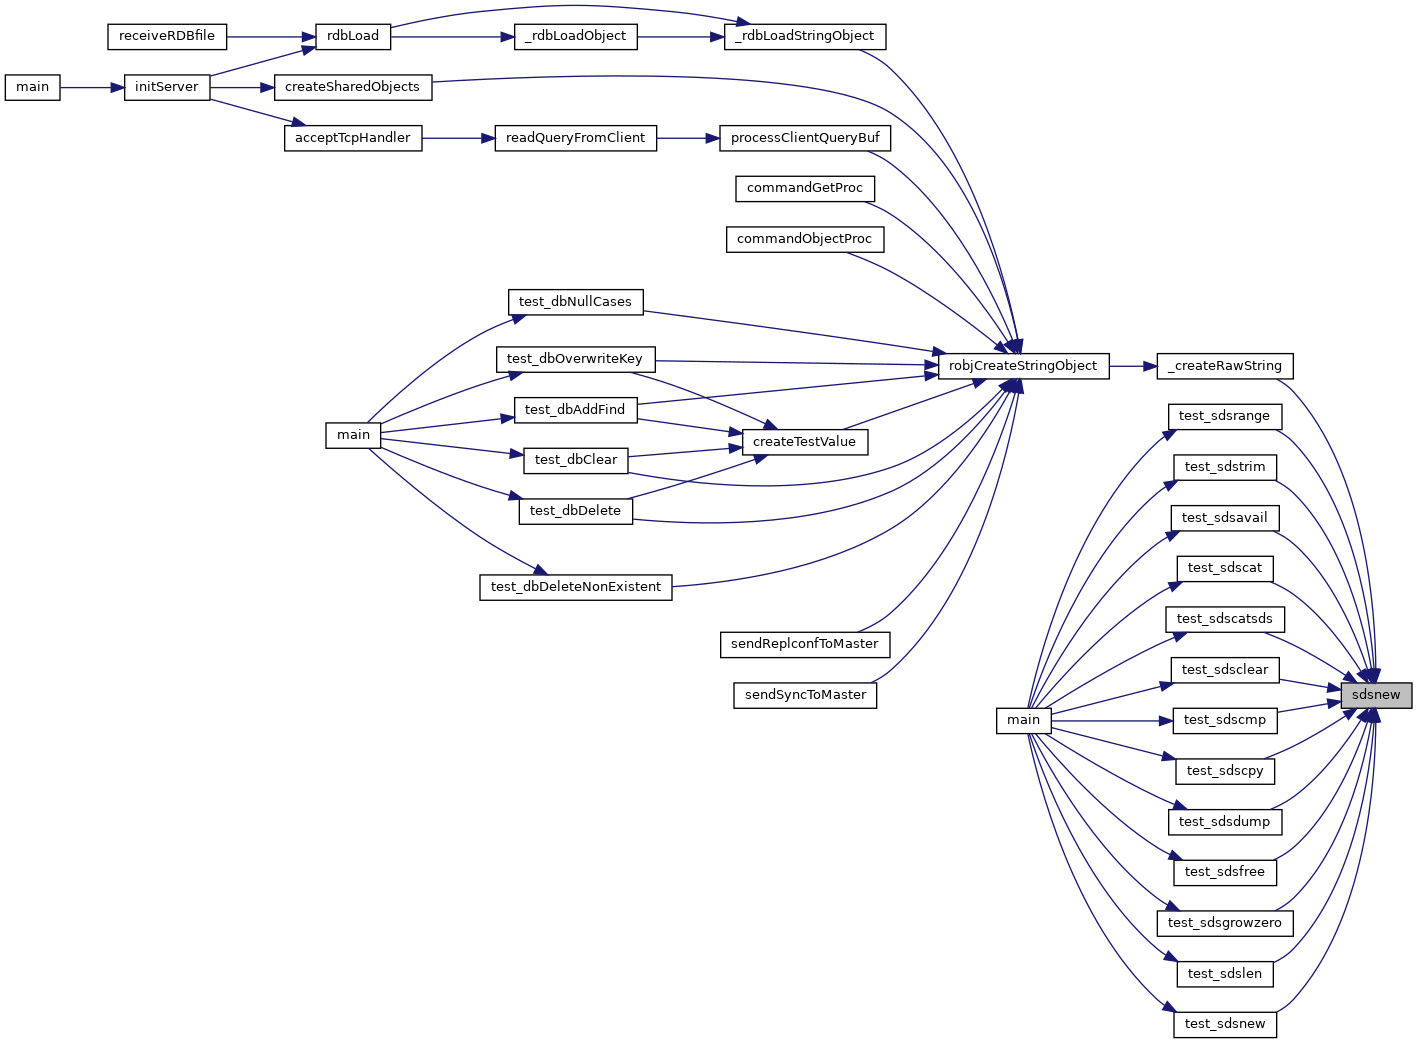 receiveRDBfile
rdbLoad
_rdbLoadObject
_rdbLoadStringObject
main
initServer
createSharedObjects
acceptTcpHandler
readQueryFromClient
processClientQueryBuf
commandGetProc
commandObjectProc
test_dbNullCases
test_dbOverwriteKey
robjCreateStringObject
_createRawString
test_dbAddFind
test_sdsrange
main
createTestValue
test_dbClear
test_sdstrim
test_dbDelete
test_sdsavail
test_sdscat
test_dbDeleteNonExistent
test_sdscatsds
sendReplconfToMaster
test_sdsclear
sendSyncToMaster
sdsnew
main
test_sdscmp
test_sdscpy
test_sdsdump
test_sdsfree
test_sdsgrowzero
test_sdslen
test_sdsnew